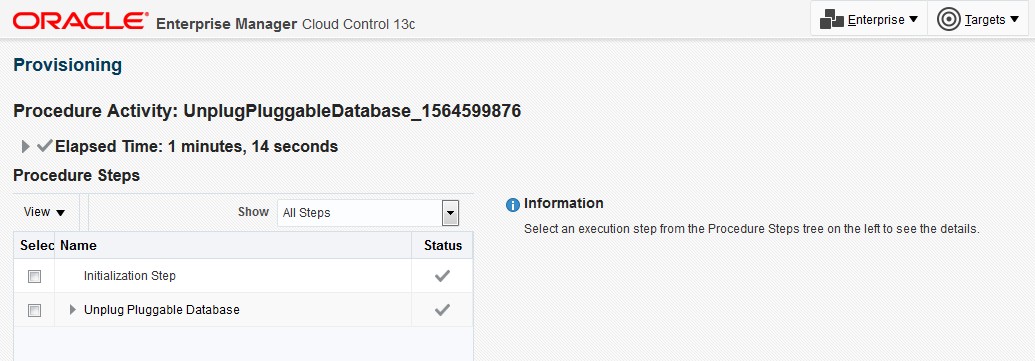 ORACLE® Enterprise Manager Cloud Control 13c Enterprise Targets
Provisioning
Procedure Activity: UnplugPluggableDatabase_1564599876
Elapsed Time: 1 minutes, 14 seconds
Procedure Steps
View Show All Steps
Selec Name Status
Initialization Step
Unplug Pluggable Database
Information
Select an execution step from the Procedure Steps tree on the left to see the details.